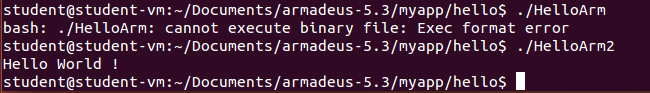 student@student-vm:~/Documents/armadeus-5.3/myapp/hello$ ./HelloArm
bash: ./HelloArm: cannot execute binary file: Exec format error
student@student-vm:~/Documents/armadeus-5.3/myapp/hello$ ./HelloArm2
Hello World !
student@student-vm:~/Documents/armadeus-5.3/myapp/hello$